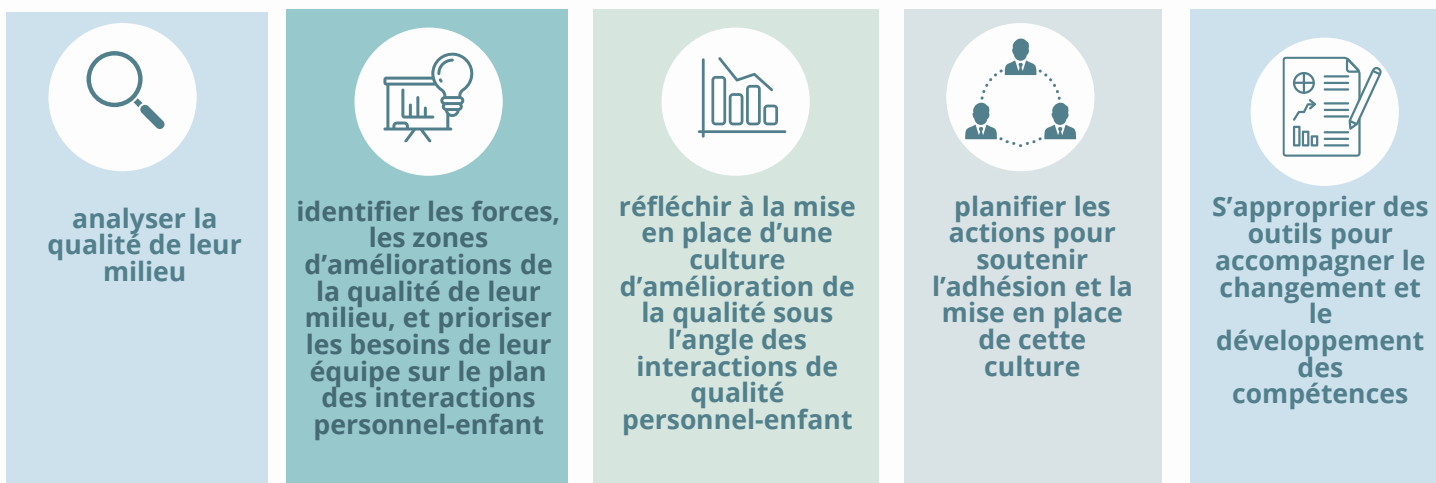 analyser la
qualité de leur
milieu
identifier les forces,
les zones
d’améliorations de
la qualité de leur
milieu, et prioriser
les besoins de leur
équipe sur le plan
des interactions
personnel-enfant
réfléchir à la mise
en place d’une
culture
d’amélioration de
la qualité sous
l’angle des
interactions de
qualité
personnel-enfant
planifier les
actions pour
soutenir
l’adhésion et la
mise en place
de cette
culture
S’approprier des
outils pour
accompagner le
changement et
le
développement
des
compétences